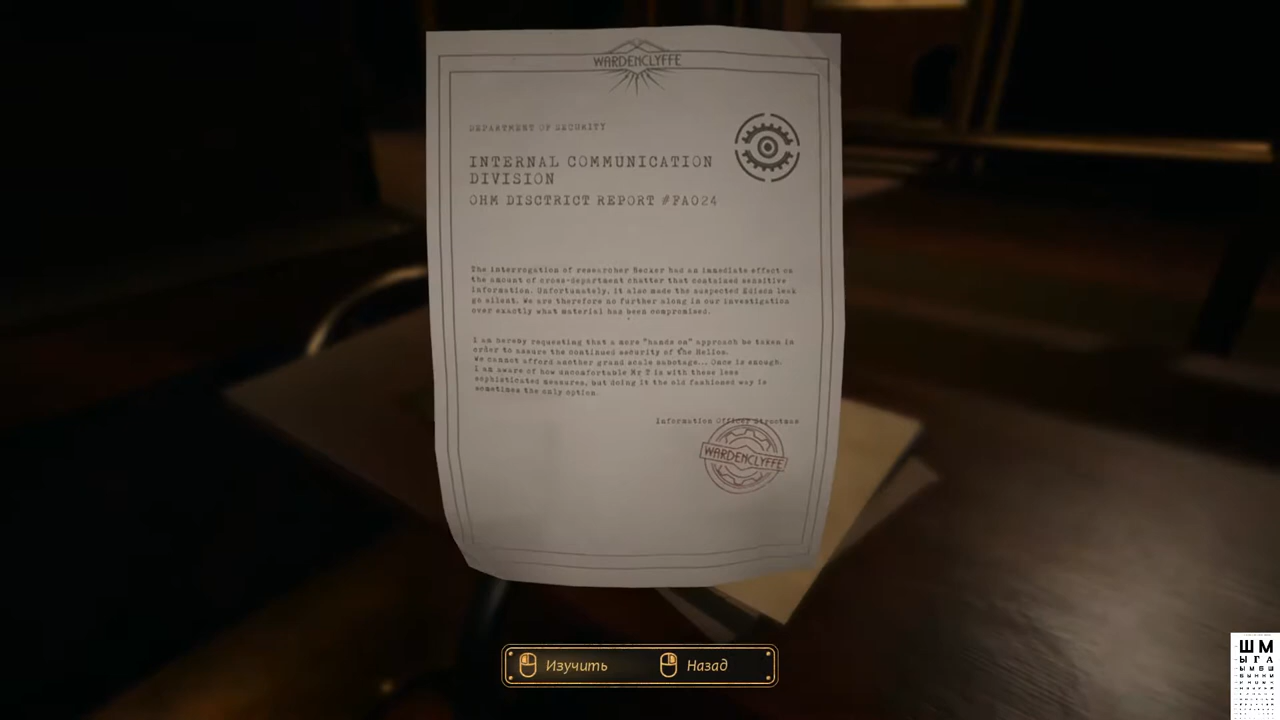 WARDENCLYFFE
DEPARTMENT OF SECURITY
INTERNAL COMMUNICATION
DIVISION
OHM DISCTRICT REPORT #FA024
The interrogation of researcher Becker had an immediate effect on
the amount of cross-department chatter that contained sensitive
information. Unfortunately, it also made the suspected Edison leak
go silent. We are therefore no further along in our investigation
over exactly what material has been compromised.
I am hereby requesting that a more "hands on" approach be taken in
order to assure the continued security of the Helios.
We cannot afford another grand scale sabotage... Once is enough.
I am aware of how uncomfortable Mr T is with these less
sophisticated measures, but doing it the old fashioned way is
sometimes the only option.
Information Officer
WARDENCLYFFE
Изучить
Назад
Ш М
Ы Г А
Ы М Б Ш
Б Ы Н К И